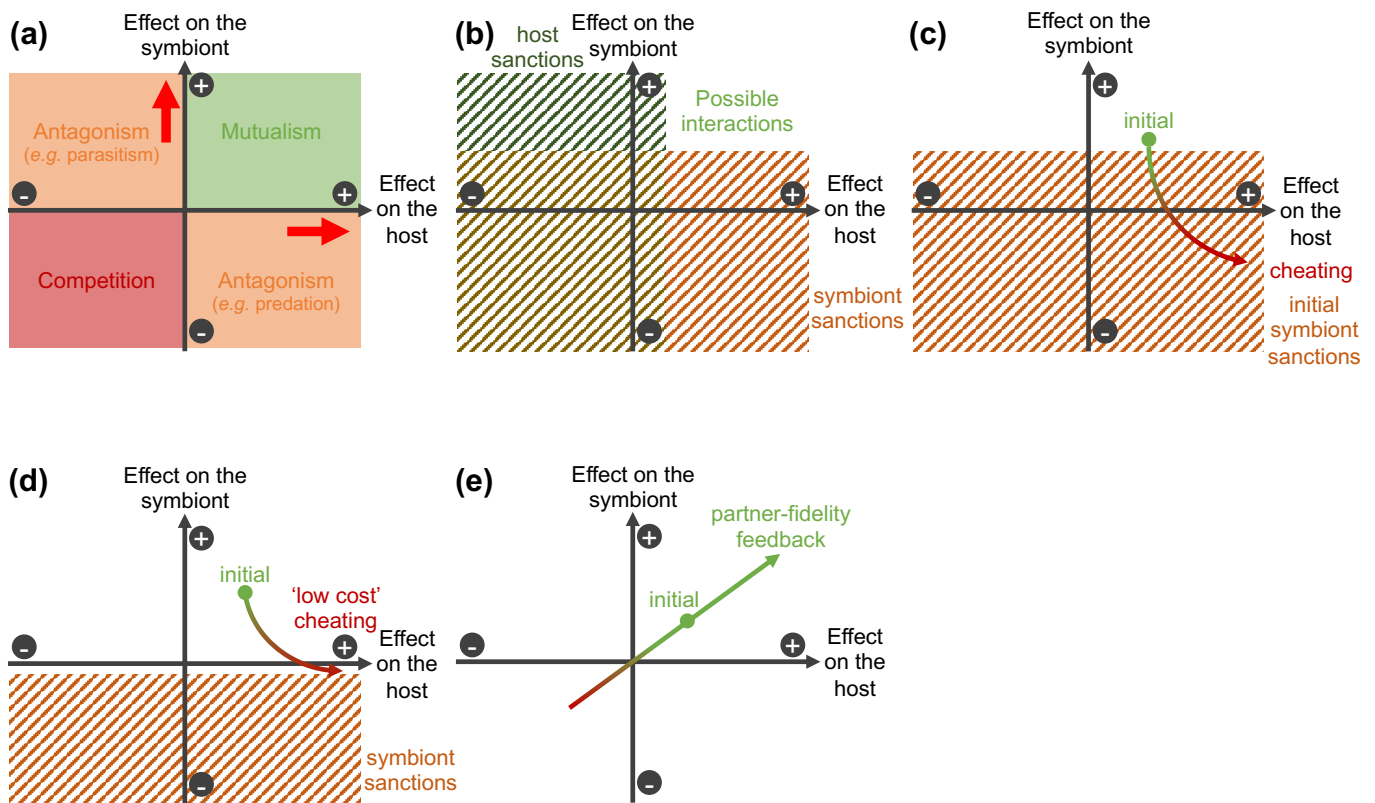 (a)
Effect on the
symbiont
+
Antagonism
(e.g. parasitism)
Mutualism
-
+
Effect
on the
host
Competition
Antagonism
(e.g. predation)
-
(b)
host
sanctions
Effect on the
symbiont
+
Possible
interactions
-
+
Effect
on the
host
symbiont
sanctions
-
(c)
Effect on the
symbiont
+
initial
-
+
Effect
on the
host
cheating
initial
symbiont
sanctions
-
(d)
Effect on the
symbiont
+
initial
'low cost'
cheating
-
+
Effect
on the
host
symbiont
sanctions
-
(e)
Effect on the
symbiont
+
partner-fidelity
feedback
initial
-
+
Effect
on the
host
-